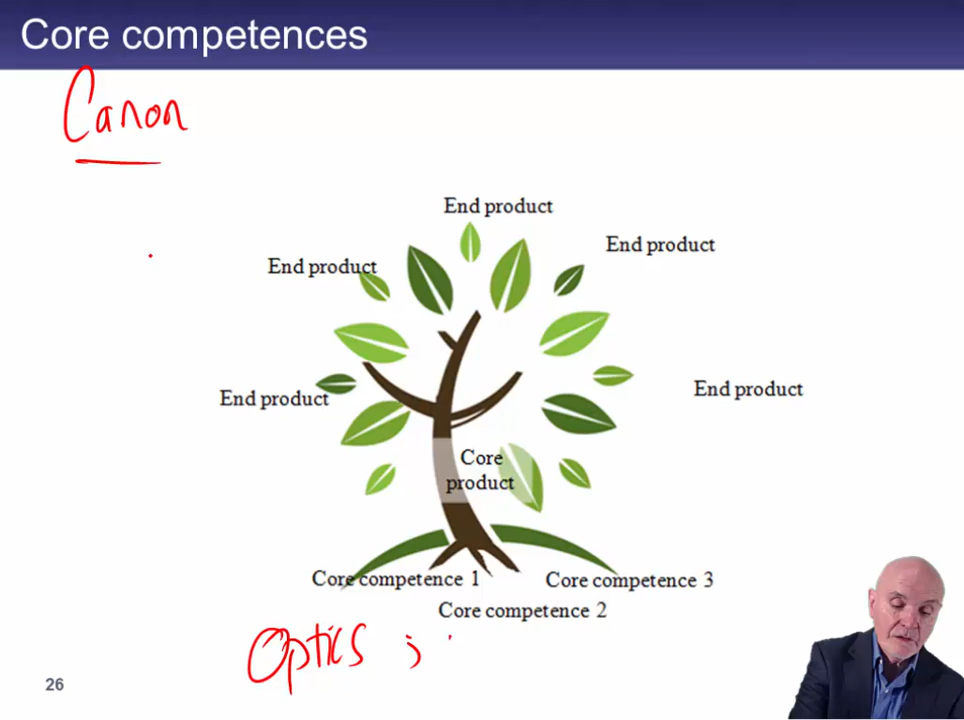 Core competences
Canon
End product
End product
End product
End product
End product
Core
product
Core competence 1
Core competence 3
Core competence 2
Optics ;
26